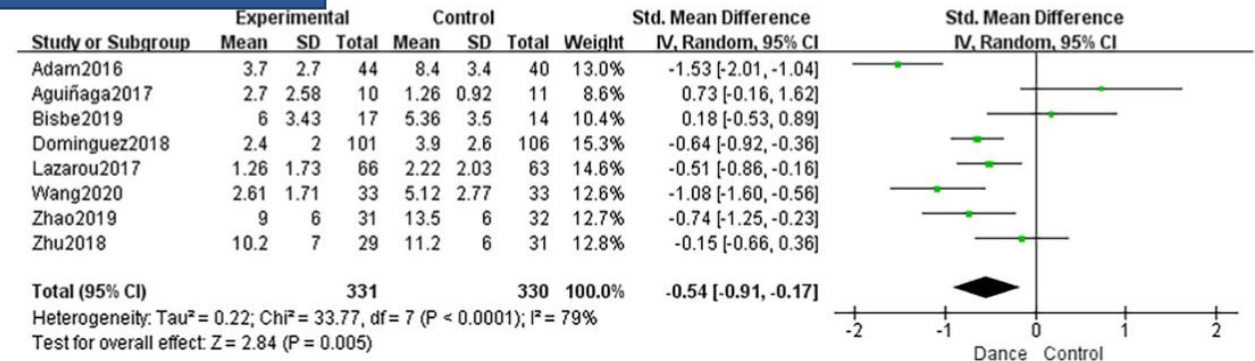 Experimental Control Std. Mean Difference Std. Mean Difference
Study or Subgroup Mean SD Total Mean SD Total Weight IV, Random, 95% CI IV, Random, 95% CI
Adam2016 3.7 2.7 44 8.4 3.4 40 13.0% -1.53 [-2.01, -1.04]
Aguiñaga2017 2.7 2.58 10 1.26 0.92 11 8.6% 0.73 [-0.16, 1.62]
Bisbe2019 6 3.43 17 5.36 3.5 14 10.4% 0.18 [-0.53, 0.89]
Dominguez2018 2.4 2 101 3.9 2.6 106 15.3% -0.64 [-0.92, -0.36]
Lazarou2017 1.26 1.73 66 2.22 2.03 63 14.6% -0.51 [-0.86, -0.16]
Wang2020 2.61 1.71 33 5.12 2.77 33 12.6% -1.08 [-1.60, -0.56]
Zhao2019 9 6 31 13.5 6 32 12.7% -0.74 [-1.25, -0.23]
Zhu2018 10.2 7 29 11.2 6 31 12.8% -0.15 [-0.66, 0.36]
Total (95% CI) 331 330 100.0% -0.54 [-0.91, -0.17]
Heterogeneity: Tau² = 0.22; Chi² = 33.77, df = 7 (P < 0.0001); I² = 79%
Test for overall effect: Z = 2.84 (P = 0.005)
-2 -1 0 1 2
Dance Control